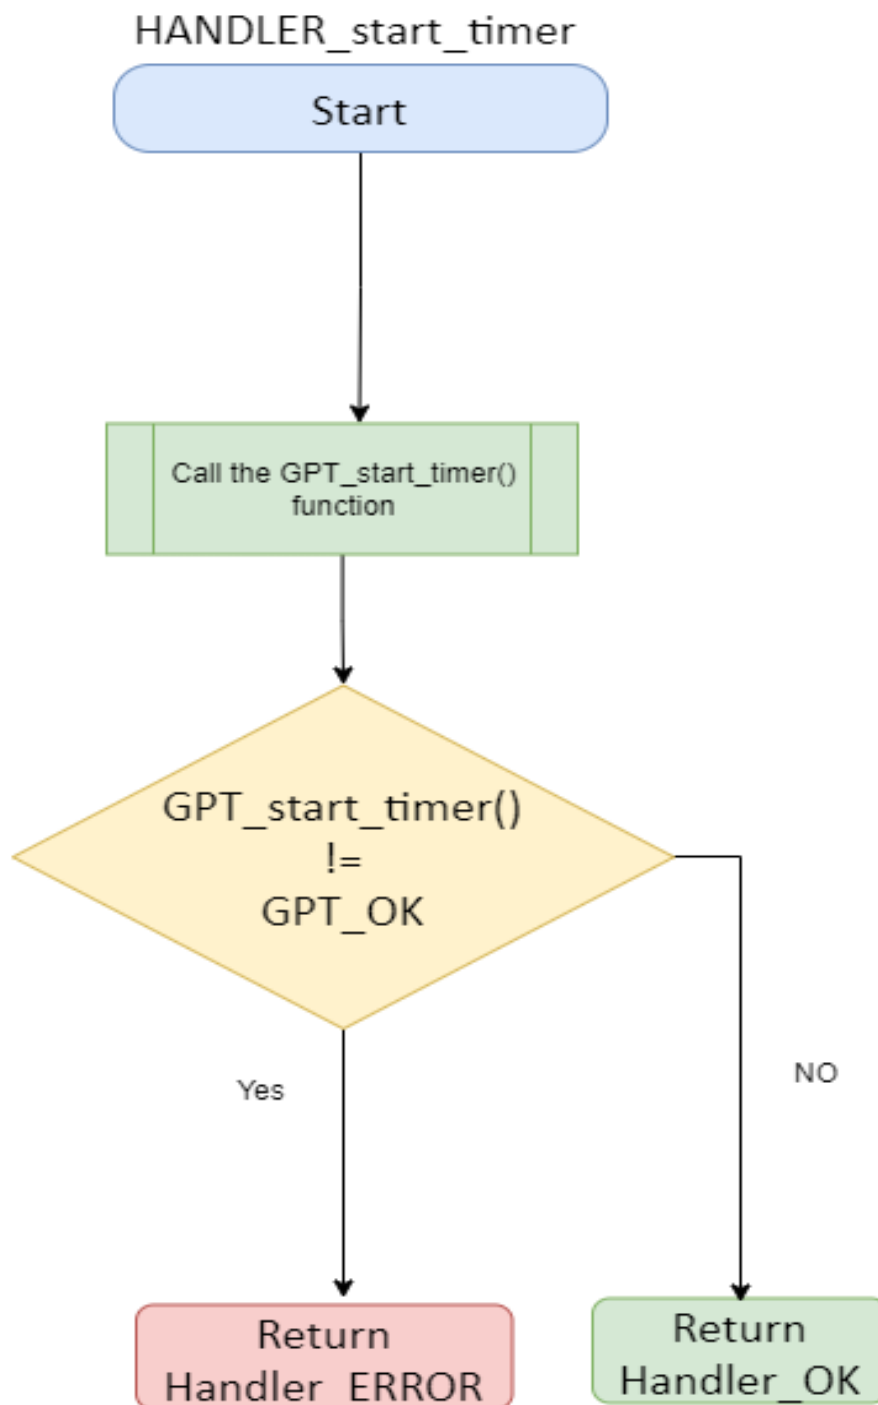 HANDLER_start_timer
Start
Call the GPT_start_timer()
function
GPT_start_timer()
!=
GPT_OK
Yes
NO
Return
Handler_ERROR
Return
Handler_OK